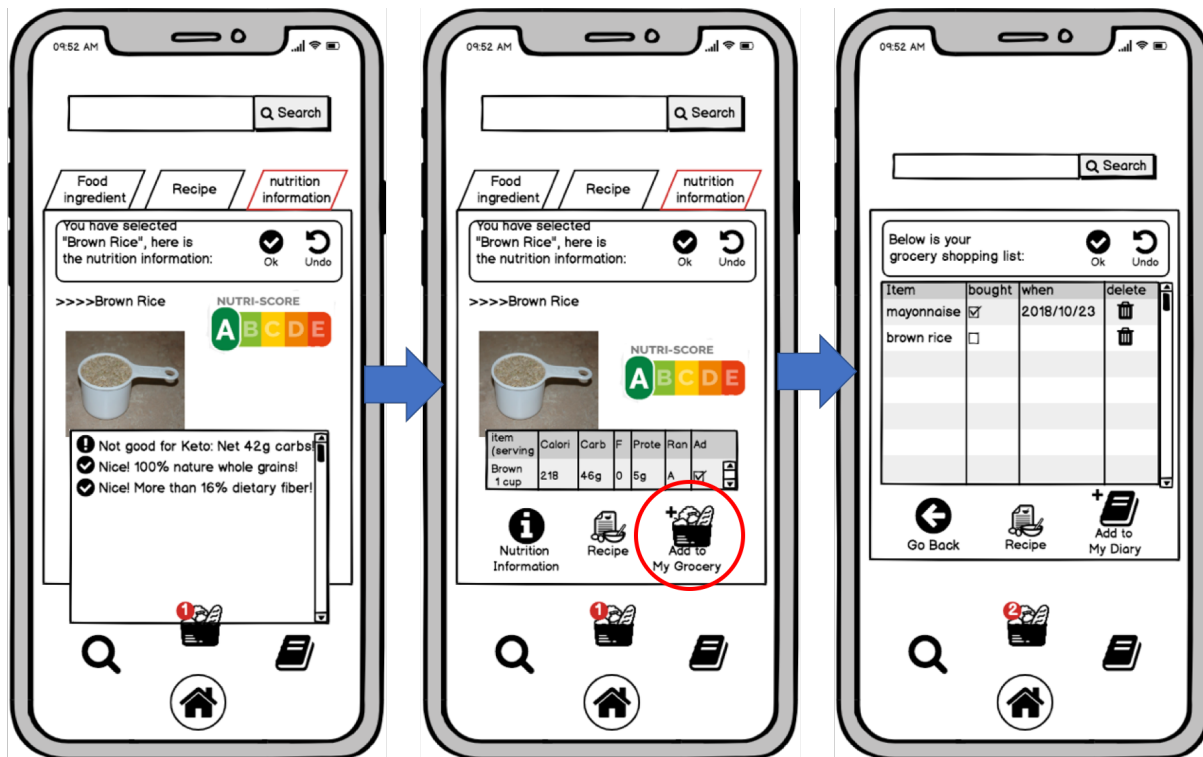 09:52 AM
Search
Food
ingredient
Recipe
nutrition
information
You have selected
"Brown Rice", here is
the nutrition information:
Ok
Undo
>>>>Brown Rice
NUTRI-SCORE
A B C D E
Not good for Keto: Net 42g carbs!
Nice! 100% nature whole grains!
Nice! More than 16% dietary fiber!
1
09:52 AM
Search
Food
ingredient
Recipe
nutrition
information
You have selected
"Brown Rice", here is
the nutrition information:
Ok
Undo
>>>>Brown Rice
NUTRI-SCORE
A B C D E
item
(serving
Calori
Carb
F
Prote
Ran
Ad
Brown
1 cup
218
46g
0
5g
A
Nutrition
Information
Recipe
Add to
My Grocery
1
09:52 AM
Search
Below is your
grocery shopping list:
Ok
Undo
Item bought when delete
mayonnaise 2018/10/23
brown rice
Go Back
Recipe
Add to
My Diary
2